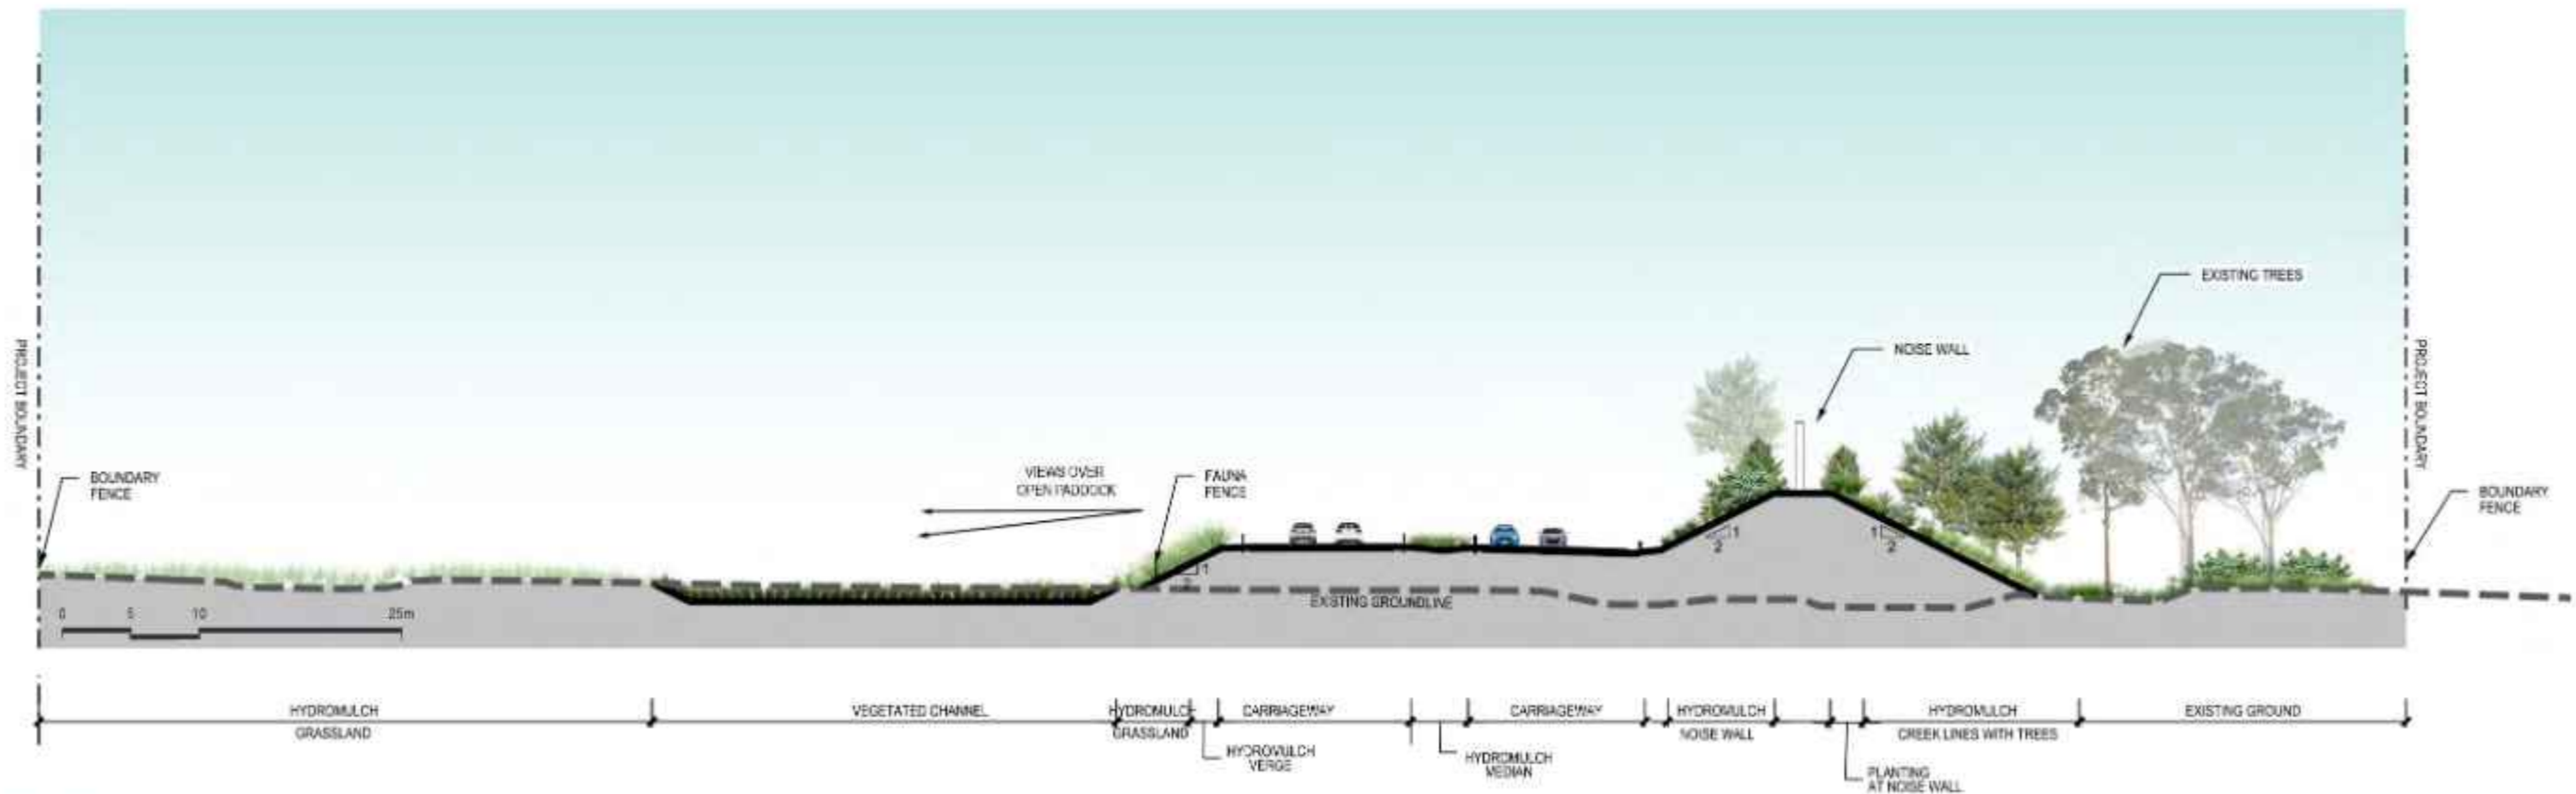 EXISTING TREES
NOISE WALL
PROJECT BOUNDARY
PROJECT BOUNDARY
BOUNDARY
FENCE
VIEWS OVER
OPEN PADDOCK
FAUNA
FENCE
BOUNDARY
FENCE
1
2
1
2
1
2
EXISTING GROUNDLINE
0 5 10 25m
HYDROMULCH
GRASSLAND
VEGETATED CHANNEL
HYDROMULCH
GRASSLAND
HYDROMULCH
VERGE
CARRIAGEWAY
HYDROMULCH
MEDIAN
CARRIAGEWAY
HYDROMULCH
NOISE WALL
PLANTING
AT NOISE WALL
HYDROMULCH
CREEK LINES WITH TREES
EXISTING GROUND